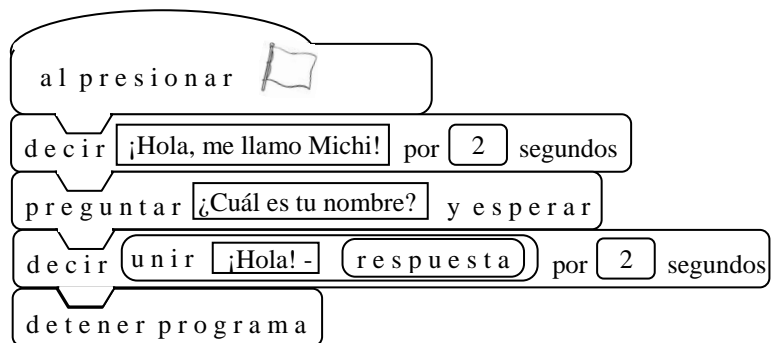 al presionar
decir ¡Hola, me llamo Michi! por 2 segundos
preguntar ¿Cuál es tu nombre? y esperar
decir unir ¡Hola! - respuesta por 2 segundos
detener programa